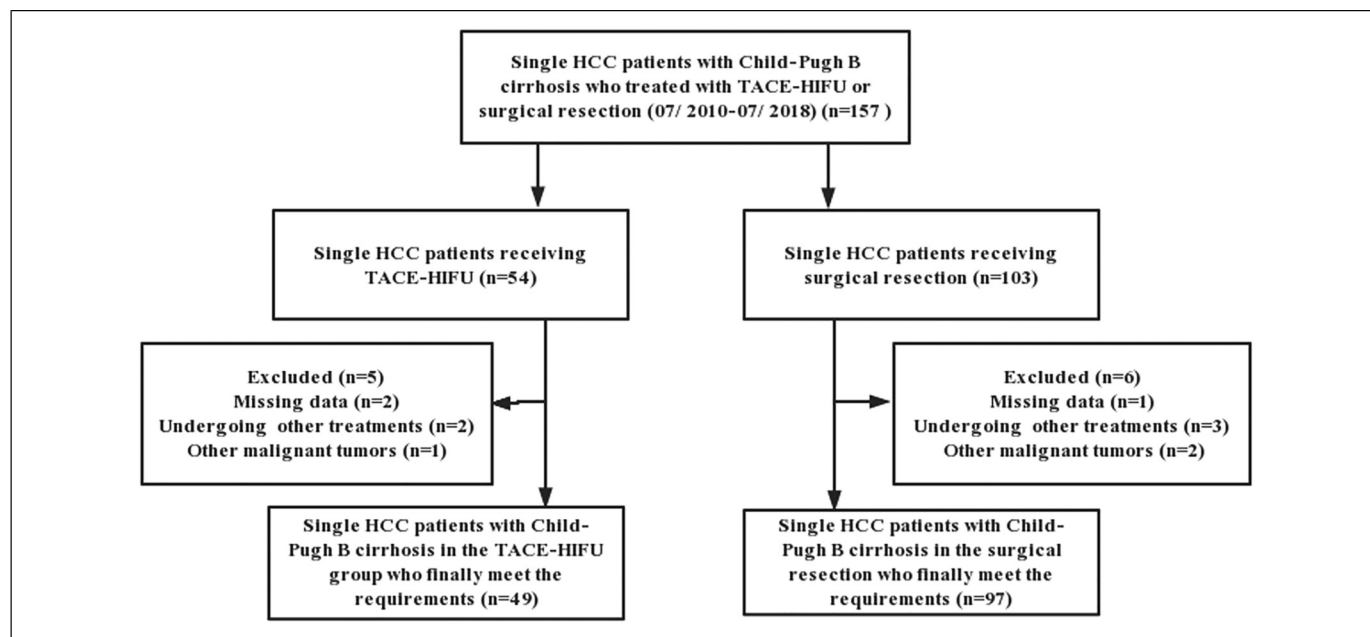 Single HCC patients with Child-Pugh B
cirrhosis who treated with TACE-HIFU or
surgical resection (07/ 2010-07/ 2018) (n=157 )
Single HCC patients receiving
TACE-HIFU (n=54)
Single HCC patients receiving
surgical resection (n=103)
Excluded (n=5)
Missing data (n=2)
Undergoing other treatments (n=2)
Other malignant tumors (n=1)
Excluded (n=6)
Missing data (n=1)
Undergoing other treatments (n=3)
Other malignant tumors (n=2)
Single HCC patients with Child-
Pugh B cirrhosis in the TACE-HIFU
group who finally meet the
requirements (n=49)
Single HCC patients with Child-
Pugh B cirrhosis in the surgical
resection who finally meet the
requirements (n=97)